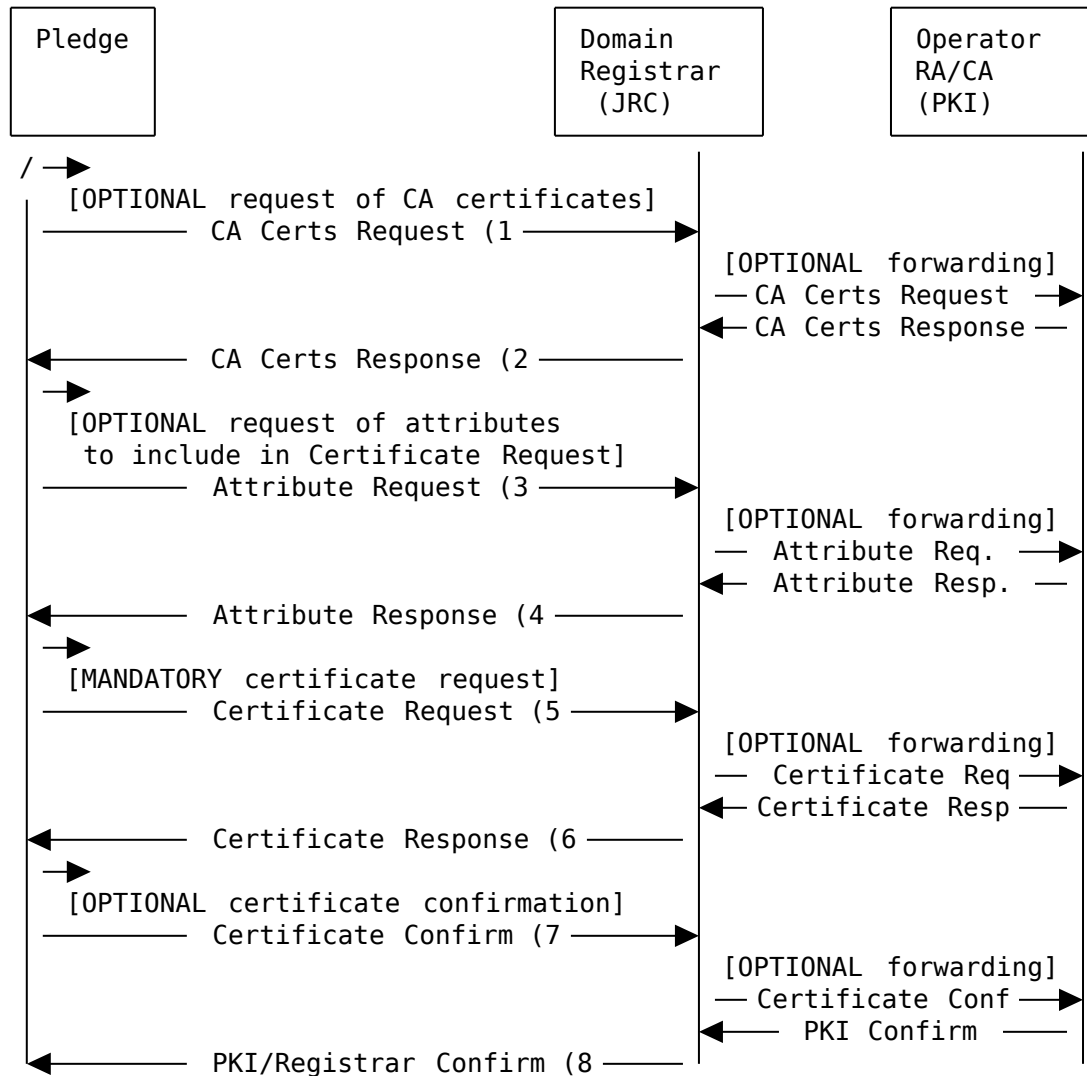 Pledge
Domain
Registrar
(JRC)
Operator
RA/CA
(PKI)
/
[OPTIONAL request of CA certificates]
CA Certs Request (1
[OPTIONAL forwarding]
CA Certs Request
CA Certs Response
CA Certs Response (2
[OPTIONAL request of attributes
to include in Certificate Request]
Attribute Request (3
[OPTIONAL forwarding]
Attribute Req.
Attribute Resp.
Attribute Response (4
[MANDATORY certificate request]
Certificate Request (5
[OPTIONAL forwarding]
Certificate Req
Certificate Resp
Certificate Response (6
[OPTIONAL certificate confirmation]
Certificate Confirm (7
[OPTIONAL forwarding]
Certificate Conf
PKI Confirm
PKI/Registrar Confirm (8